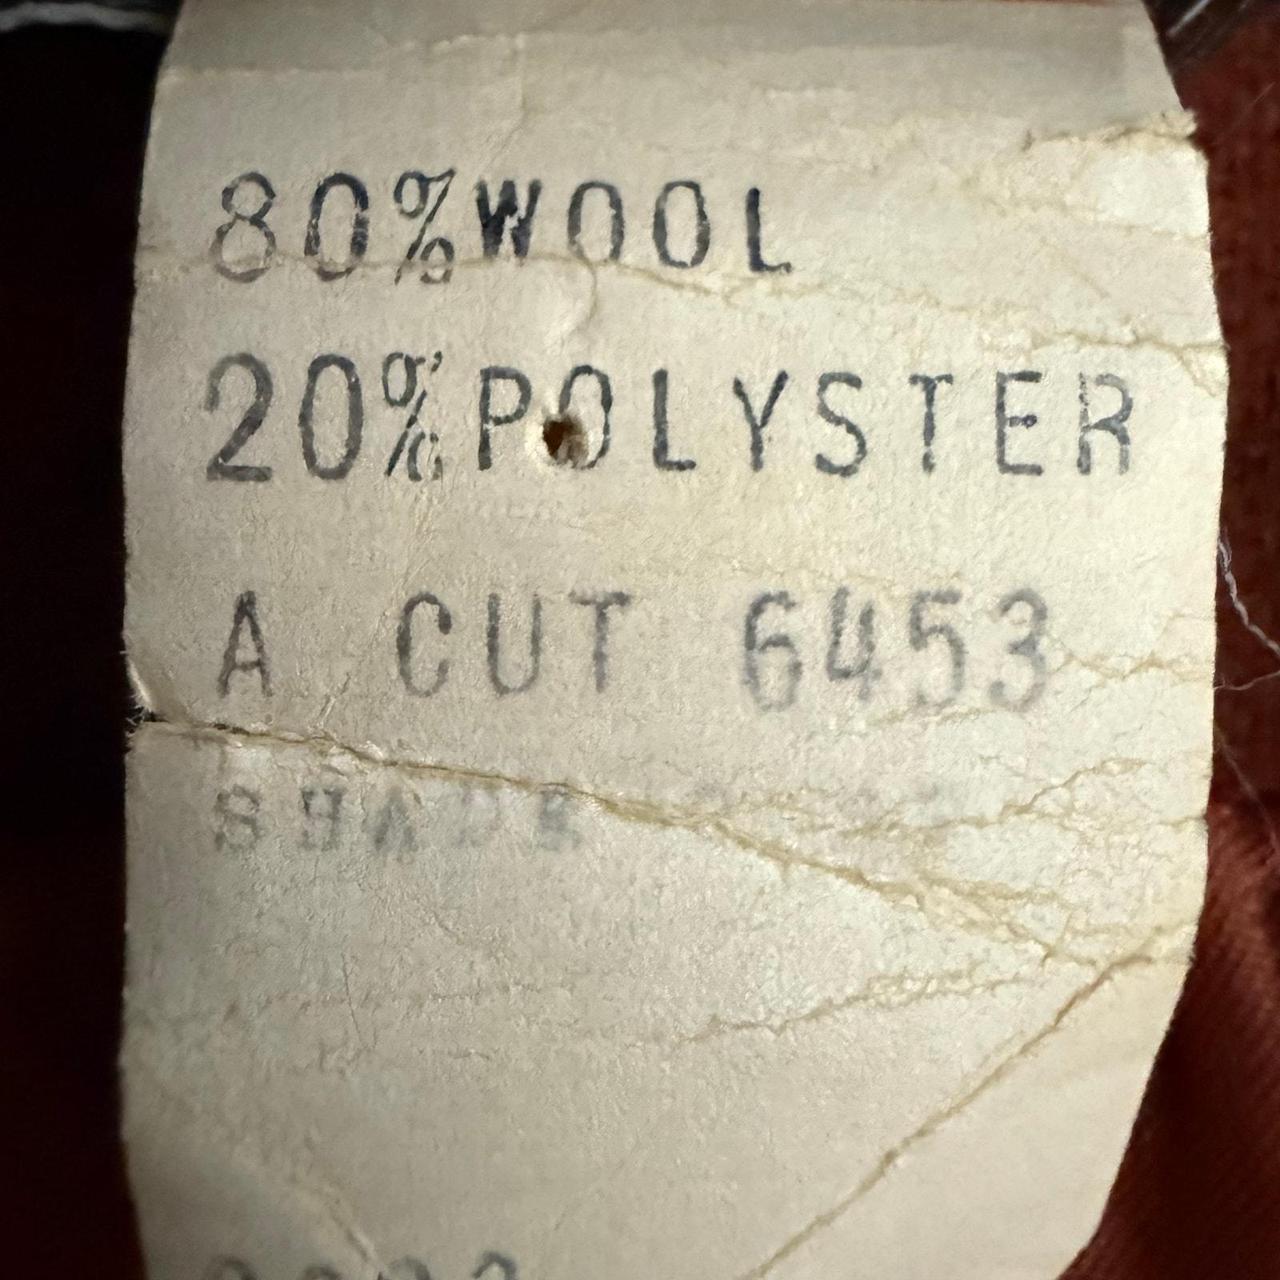 80%WOOL
20%POLYSTER
A CUT 6453